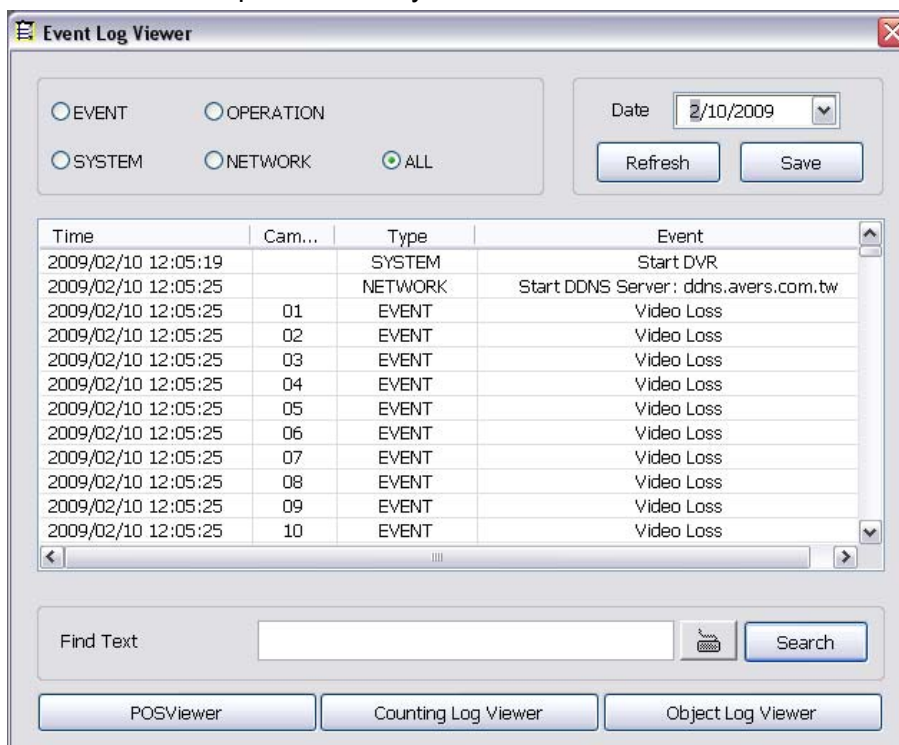 Event Log Viewer
EVENT OPERATION
SYSTEM NETWORK ALL
Date 2/10/2009
Refresh Save
Time Cam... Type Event
2009/02/10 12:05:19 SYSTEM Start DVR
2009/02/10 12:05:25 NETWORK Start DDNS Server: ddns.avers.com.tw
2009/02/10 12:05:25 01 EVENT Video Loss
2009/02/10 12:05:25 02 EVENT Video Loss
2009/02/10 12:05:25 03 EVENT Video Loss
2009/02/10 12:05:25 04 EVENT Video Loss
2009/02/10 12:05:25 05 EVENT Video Loss
2009/02/10 12:05:25 06 EVENT Video Loss
2009/02/10 12:05:25 07 EVENT Video Loss
2009/02/10 12:05:25 08 EVENT Video Loss
2009/02/10 12:05:25 09 EVENT Video Loss
2009/02/10 12:05:25 10 EVENT Video Loss
Find Text Search
POSViewer Counting Log Viewer Object Log Viewer